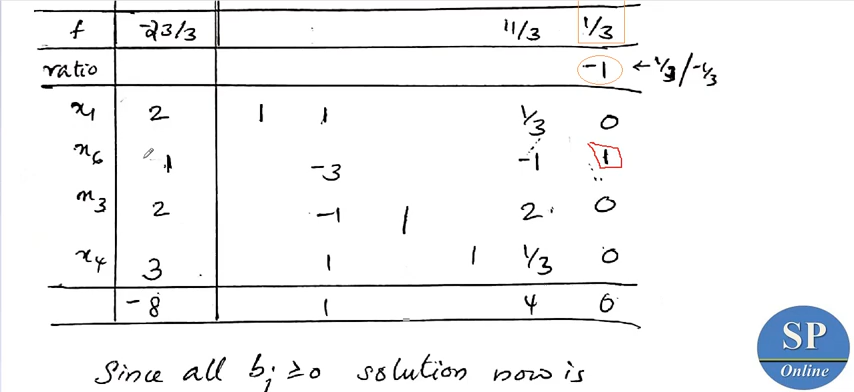 f -23/3 11/3 1/3
ratio -1 ← 1/3/-1/3
x1 2 1 1 1/3 0
x6 1 -3 -1 1
x3 2 -1 1 2 0
x4 3 1 1 1/3 0
-8 1 4 0
Since all bj ≥0 solution now is
SP
Online